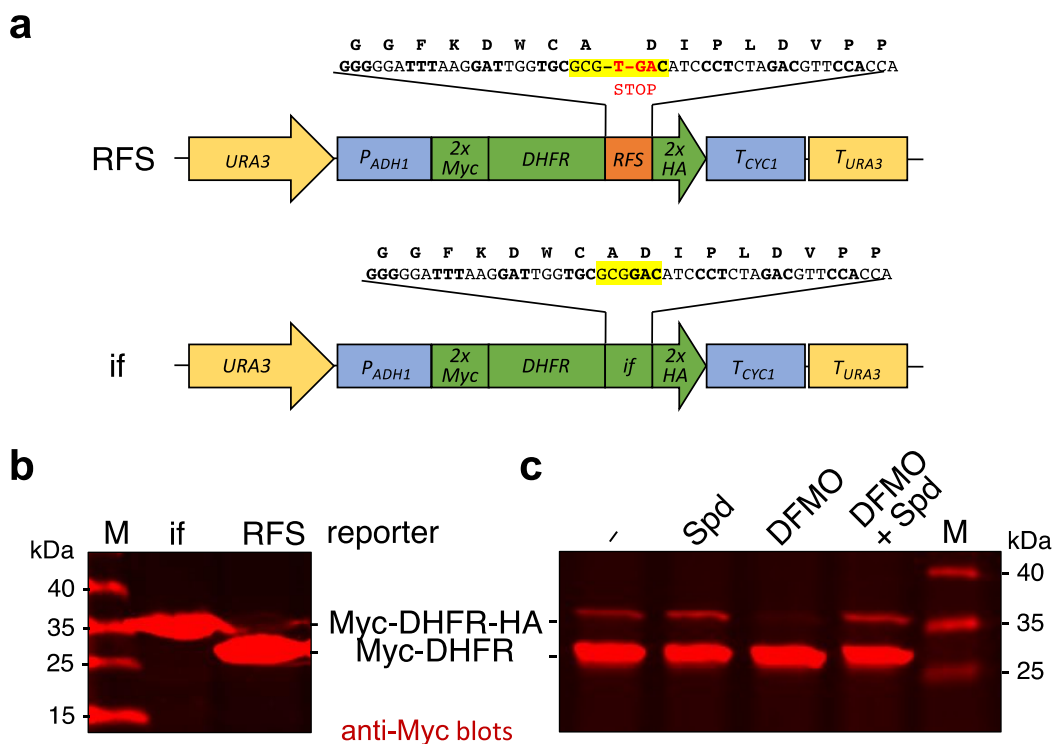 a
G G F K D W C A D I P L D V P P
GGGGGATTTAAGGATTGGTGCGCG-T-GACATCCCTCTAGACGTTCCACCA
STOP
RFS
URA3
PADH1
2x
Myc
DHFR
RFS
2x
HA
TCYC1
TURA3
G G F K D W C A D I P L D V P P
GGGGGATTTAAGGATTGGTGCGCGGACATCCCTCTAGACGTTCCACCA
if
URA3
PADH1
2x
Myc
DHFR
if
2x
HA
TCYC1
TURA3
b
M if RFS reporter
kDa
40
35
25
15
Myc-DHFR-HA
Myc-DHFR
anti-Myc blots
c
- Spd DFMO DFMO
+ Spd M
kDa
40
35
25